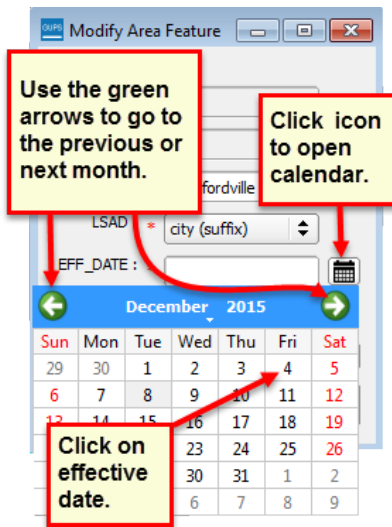 GUPS Modify Area Feature
Use the green
arrows to go to
the previous or
next month.
Click icon
to open
calendar.
fordville
LSAD * city (suffix)
EFF_DATE :
December 2015
Sun Mon Tue Wed Thu Fri Sat
29 30 1 2 3 4 5
6 7 8 9 10 11 12
13 14 15 16 17 18 19
23 24 25 26
30 31 1 2
6 7 8 9
Click on
effective
date.